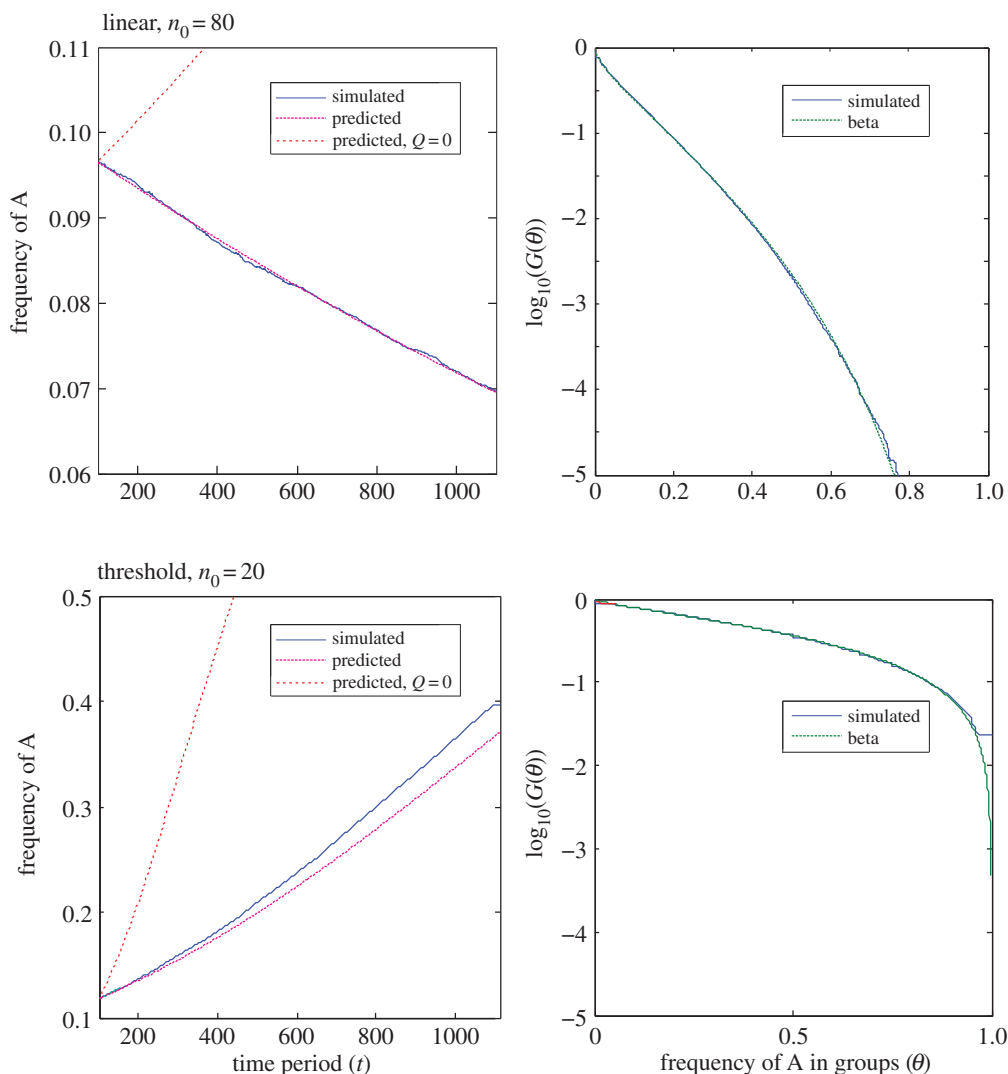 linear, n0 = 80
0.11
0.10
0.09
0.08
0.07
0.06
frequency of A
simulated
predicted
predicted, Q = 0
200
400
600
800
1000
0
−1
−2
−3
−4
−5
log10(G(θ))
simulated
beta
0
0.2
0.4
0.6
0.8
1.0
threshold, n0 = 20
0.5
0.4
0.3
0.2
0.1
frequency of A
simulated
predicted
predicted, Q = 0
200
400
600
800
1000
time period (t)
0
−1
−2
−3
−4
−5
log10(G(θ))
simulated
beta
0
0.5
1.0
frequency of A in groups (θ)